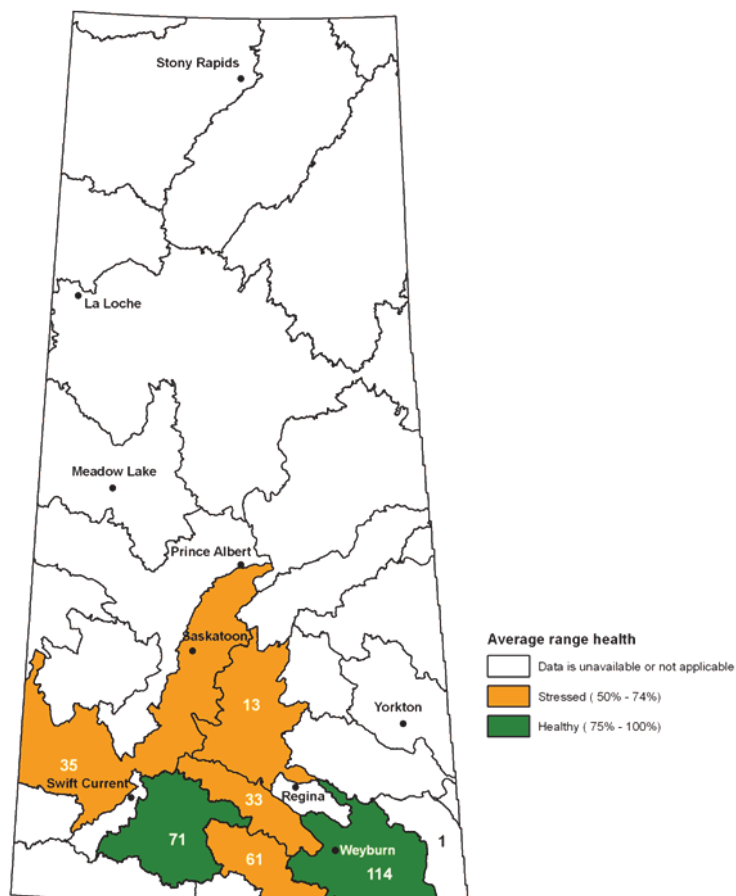 Stony Rapids
La Loche
Meadow Lake
Prince Albert
Saskatoon
Average range health
Data is unavailable or not applicable
Stressed ( 50% - 74%)
Healthy ( 75% - 100%)
13
Yorkton
35
Swift Current
33
Regina
71
61
Weyburn
1
114